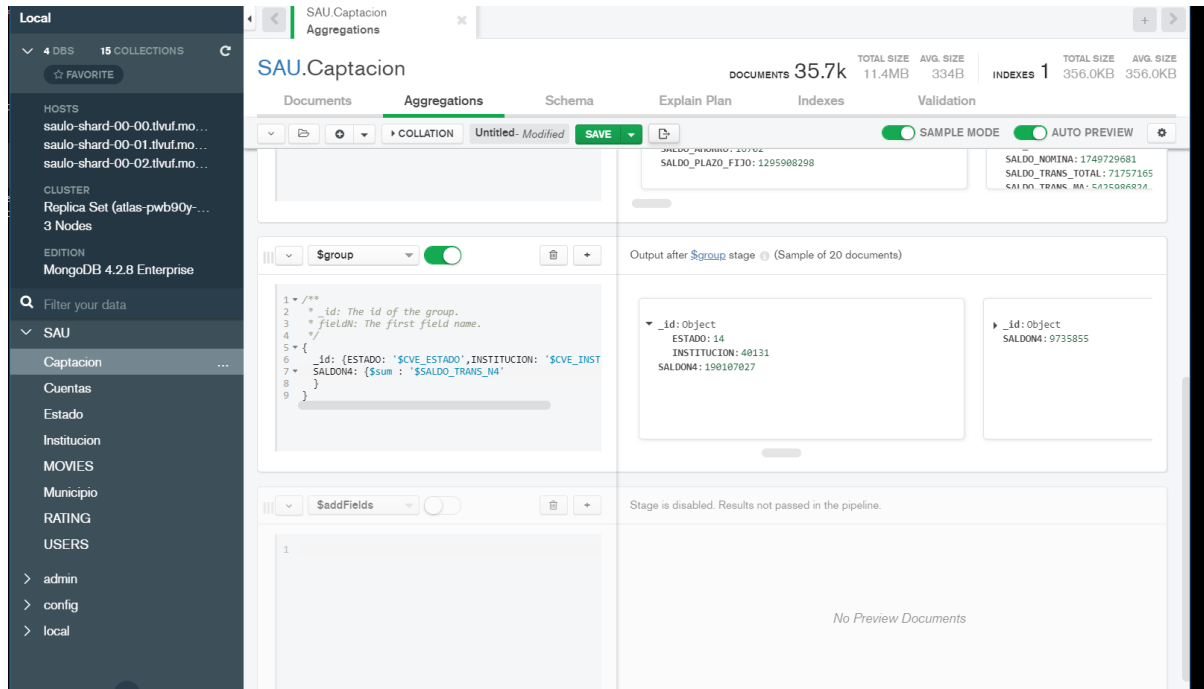 Local
4 DBS 15 COLLECTIONS
☆ FAVORITE
HOSTS
saulo-shard-00-00.tlvuf.mo...
saulo-shard-00-01.tlvuf.mo...
saulo-shard-00-02.tlvuf.mo...
CLUSTER
Replica Set (atlas-pwb90y-...
3 Nodes
EDITION
MongoDB 4.2.8 Enterprise
Filter your data
SAU
Captacion ...
Cuentas
Estado
Institucion
MOVIES
Municipio
RATING
USERS
admin
config
local
SAU.Captacion
Aggregations
SAU.Captacion
DOCUMENTS 35.7k TOTAL SIZE 11.4MB AVG. SIZE 334B INDEXES 1 TOTAL SIZE 356.0KB AVG. SIZE 356.0KB
Documents Aggregations Schema Explain Plan Indexes Validation
COLLATION Untitled- Modified SAVE SAMPLE MODE AUTO PREVIEW
SALDO_AHORRO: 16762
SALDO_PLAZO_FIJO: 1295908298
SALDO_NOMINA: 1749729681
SALDO_TRANS_TOTAL: 71757165
SALDO_TRANS_MA: 5425986824
$group
Output after $group stage (Sample of 20 documents)
1 /**
2 * _id: The id of the group.
3 * fieldN: The first field name.
4 */
5 {
6 _id: {ESTADO: '$CVE_ESTADO',INSTITUCION: '$CVE_INST
7 SALDON4: {$sum : '$SALDO_TRANS_N4'
8 }
9 }
_id: Object
ESTADO: 14
INSTITUCION: 40131
SALDON4: 190107027
_id: Object
SALDON4: 9735855
$addFields
Stage is disabled. Results not passed in the pipeline.
1
No Preview Documents